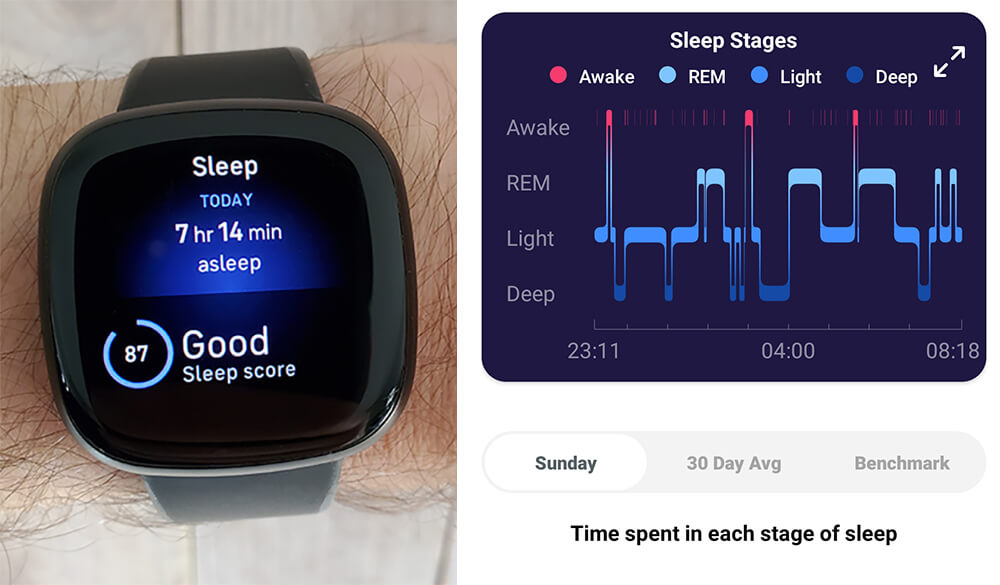 Sleep
TODAY
7 hr 14 min
asleep
87
Good
Sleep score
Sleep Stages
Awake REM Light Deep
Awake
REM
Light
Deep
23:11 04:00 08:18
Sunday 30 Day Avg Benchmark
Time spent in each stage of sleep